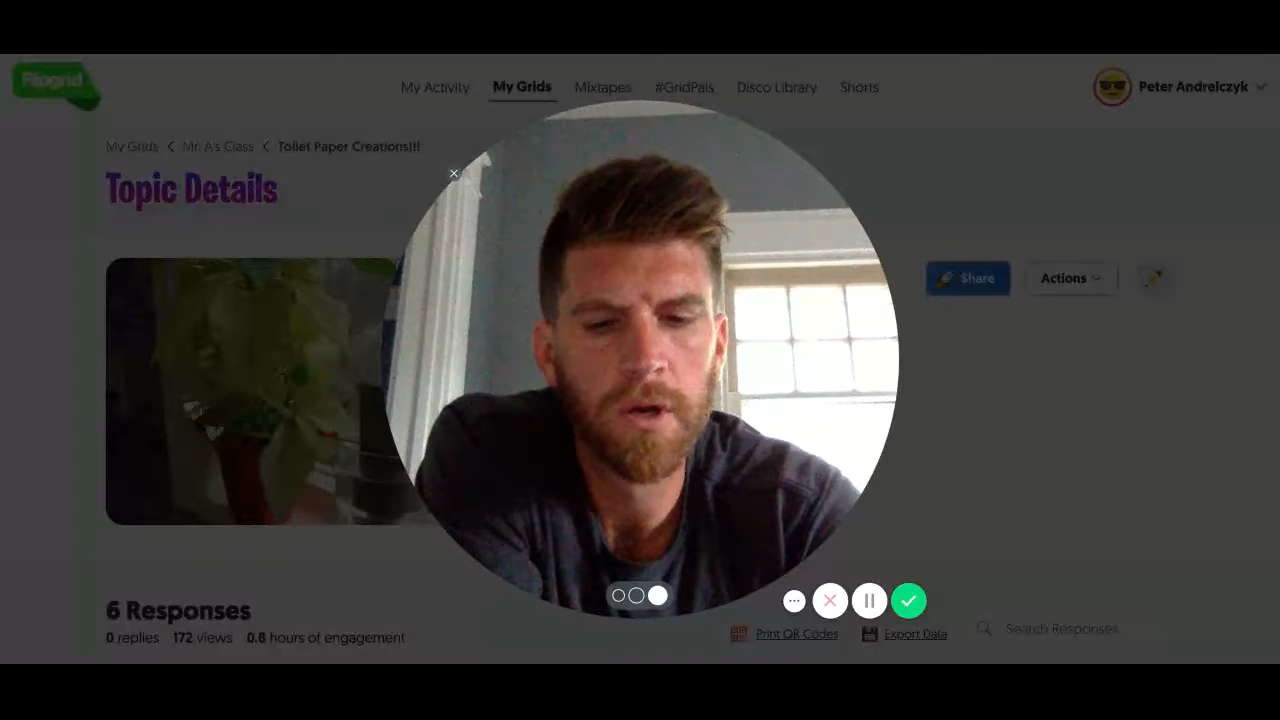 Flipgrid
My Activity My Grids Mixtapes #GridPals Disco Library Shorts
Peter Andrejczyk
My Grids Mr. A's Class Toilet Paper Creations!!!
Topic Details
Share Actions
6 Responses
0 replies 172 views 0.8 hours of engagement
Print QR Codes Export Data Search Responses